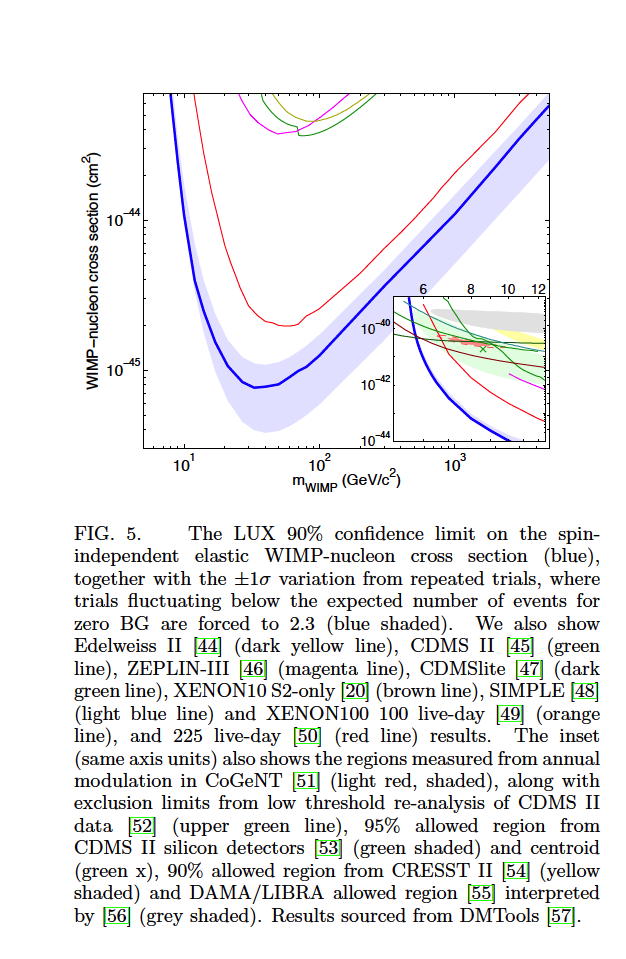 WIMP−nucleon cross section (cm²)
10⁻⁴⁴
10⁻⁴⁵
6 8 10 12
10⁻⁴⁰
10⁻⁴²
10⁻⁴⁴
10¹ 10² 10³
m_WIMP (GeV/c²)
FIG. 5. The LUX 90% confidence limit on the spin-
independent elastic WIMP-nucleon cross section (blue),
together with the ±1σ variation from repeated trials, where
trials fluctuating below the expected number of events for
zero BG are forced to 2.3 (blue shaded). We also show
Edelweiss II [44] (dark yellow line), CDMS II [45] (green
line), ZEPLIN-III [46] (magenta line), CDMSlite [47] (dark
green line), XENON10 S2-only [20] (brown line), SIMPLE [48]
(light blue line) and XENON100 100 live-day [49] (orange
line), and 225 live-day [50] (red line) results. The inset
(same axis units) also shows the regions measured from annual
modulation in CoGeNT [51] (light red, shaded), along with
exclusion limits from low threshold re-analysis of CDMS II
data [52] (upper green line), 95% allowed region from
CDMS II silicon detectors [53] (green shaded) and centroid
(green x), 90% allowed region from CRESST II [54] (yellow
shaded) and DAMA/LIBRA allowed region [55] interpreted
by [56] (grey shaded). Results sourced from DMTools [57].